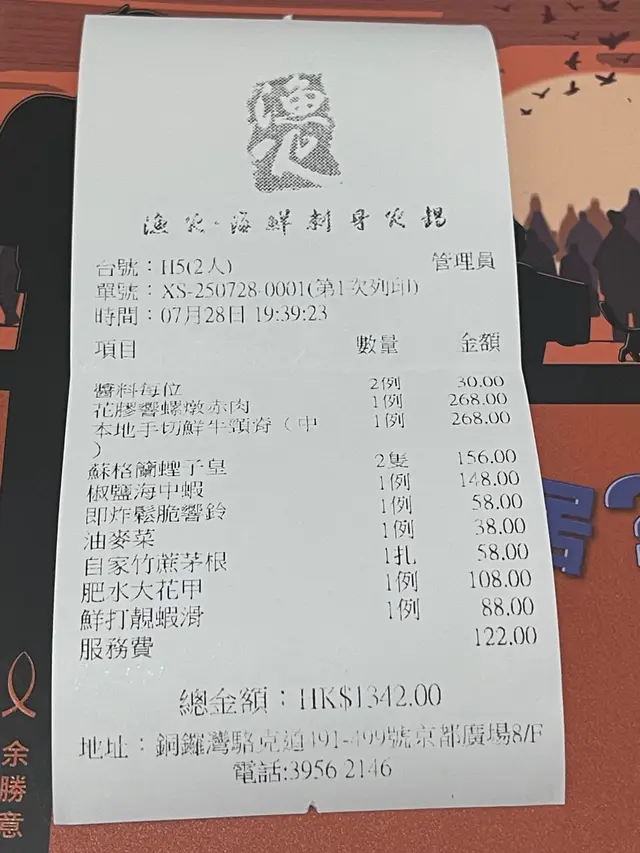 漁火
漁火·海鮮刺身火鍋
台號：H5(2人) 管理員
單號：XS-250728-0001(第1次列印)
時間：07月28日 19:39:23
項目 數量 金額
醬料每位 2例 30.00
花膠響螺燉赤肉 1例 268.00
本地手切鮮牛頸脊（中 1例 268.00
）
蘇格蘭蟶子皇 2隻 156.00
椒鹽海中蝦 1例 148.00
即炸鬆脆響鈴 1例 58.00
油麥菜 1例 38.00
自家竹蔗茅根 1扎 58.00
肥水大花甲 1例 108.00
鮮打靚蝦滑 1例 88.00
服務費 122.00
總金額：HK$1342.00
地址：銅鑼灣駱克道491-499號京都廣場8/F
電話:3956 2146
余勝意